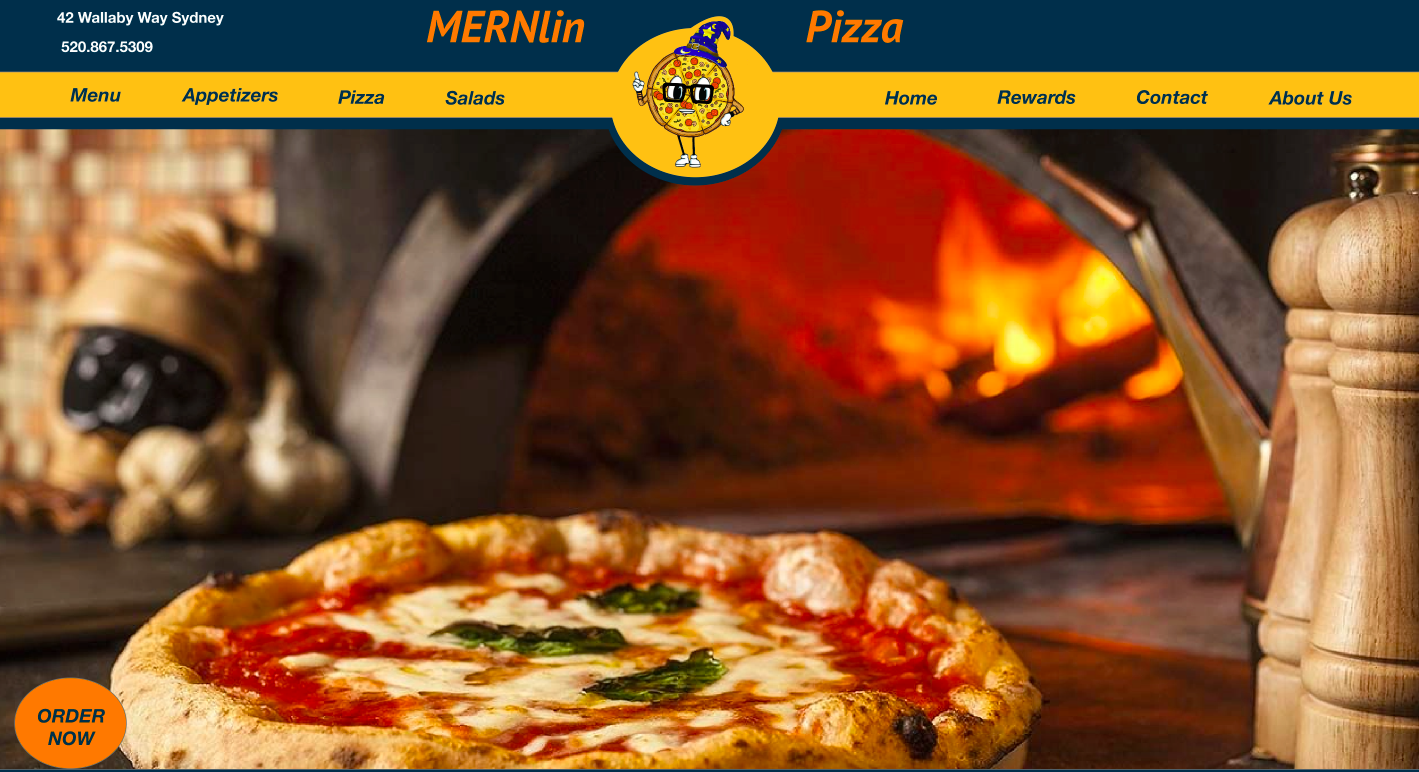 42 Wallaby Way Sydney
520.867.5309
MERNlin Pizza
Menu Appetizers Pizza Salads Home Rewards Contact About Us
ORDER
NOW